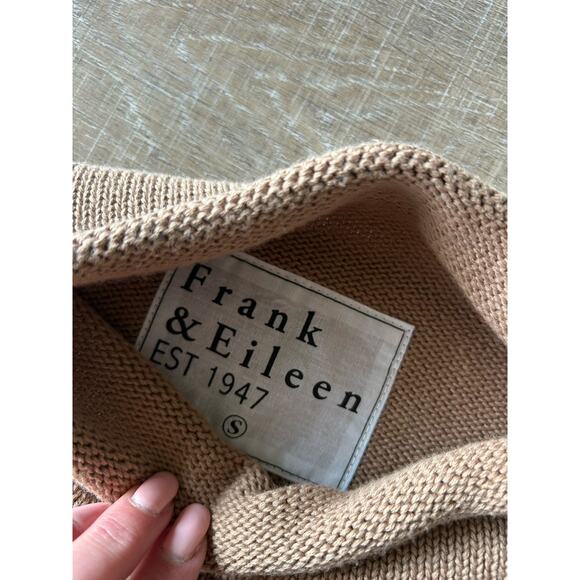 Frank
& Eileen
EST 1947
S